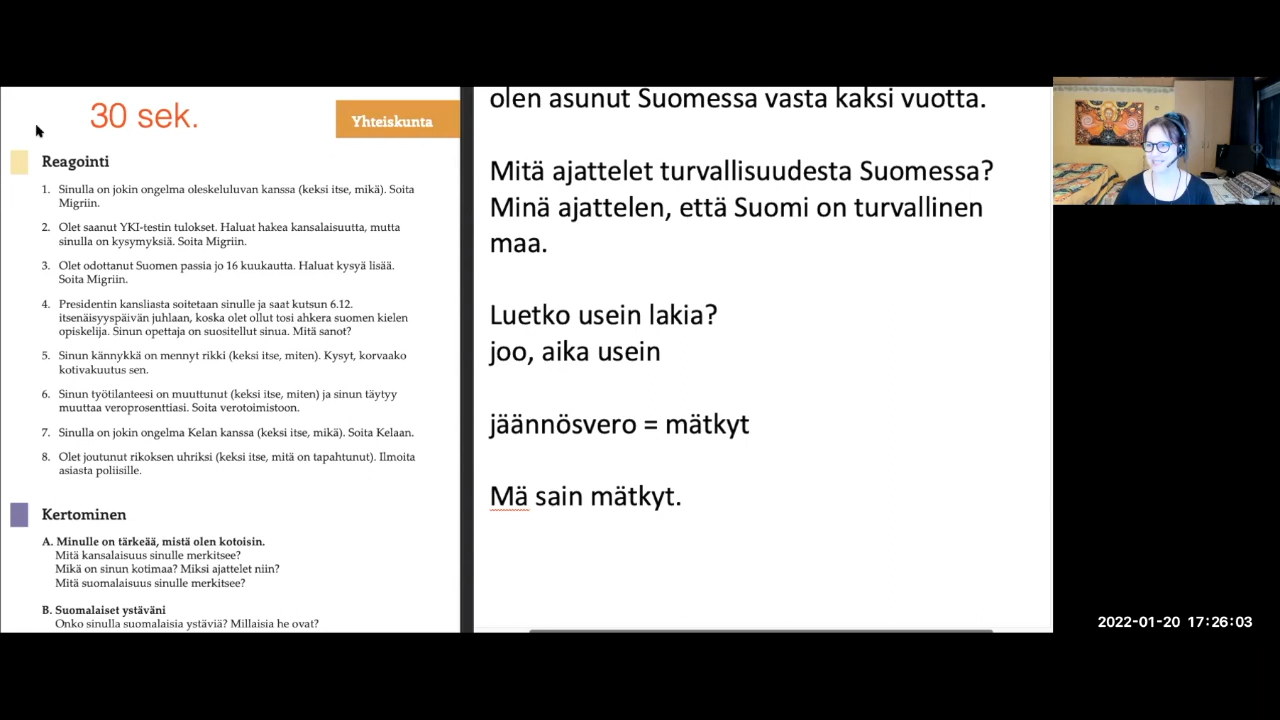 30 sek.
Yhteiskunta
Reagointi
1. Sinulla on jokin ongelma oleskeluluvan kanssa (keksi itse, mikä). Soita
Migriin.
2. Olet saanut YKI-testin tulokset. Haluat hakea kansalaisuutta, mutta
sinulla on kysymyksiä. Soita Migriin.
3. Olet odottanut Suomen passia jo 16 kuukautta. Haluat kysyä lisää.
Soita Migriin.
4. Presidentin kansliasta soitetaan sinulle ja saat kutsun 6.12.
itsenäisyyspäivän juhlaan, koska olet ollut tosi ahkera suomen kielen
opiskelija. Sinun opettaja on suositellut sinua. Mitä sanot?
5. Sinun kännykkä on mennyt rikki (keksi itse, miten). Kysyt, korvaako
kotivakuutus sen.
6. Sinun työtilanteesi on muuttunut (keksi itse, miten) ja sinun täytyy
muuttaa veroprosenttiasi. Soita verotoimistoon.
7. Sinulla on jokin ongelma Kelan kanssa (keksi itse, mikä). Soita Kelaan.
8. Olet joutunut rikoksen uhriksi (keksi itse, mitä on tapahtunut). Ilmoita
asiasta poliisille.
Kertominen
A. Minulle on tärkeää, mistä olen kotoisin.
Mitä kansalaisuus sinulle merkitsee?
Mikä on sinun kotimaa? Miksi ajattelet niin?
Mitä suomalaisuus sinulle merkitsee?
B. Suomalaiset ystäväni
Onko sinulla suomalaisia ystäviä? Millaisia he ovat?
olen asunut Suomessa vasta kaksi vuotta.
Mitä ajattelet turvallisuudesta Suomessa?
Minä ajattelen, että Suomi on turvallinen
maa.
Luetko usein lakia?
joo, aika usein
jäännösvero = mätkyt
Mä sain mätkyt.
2022-01-20 17:26:03